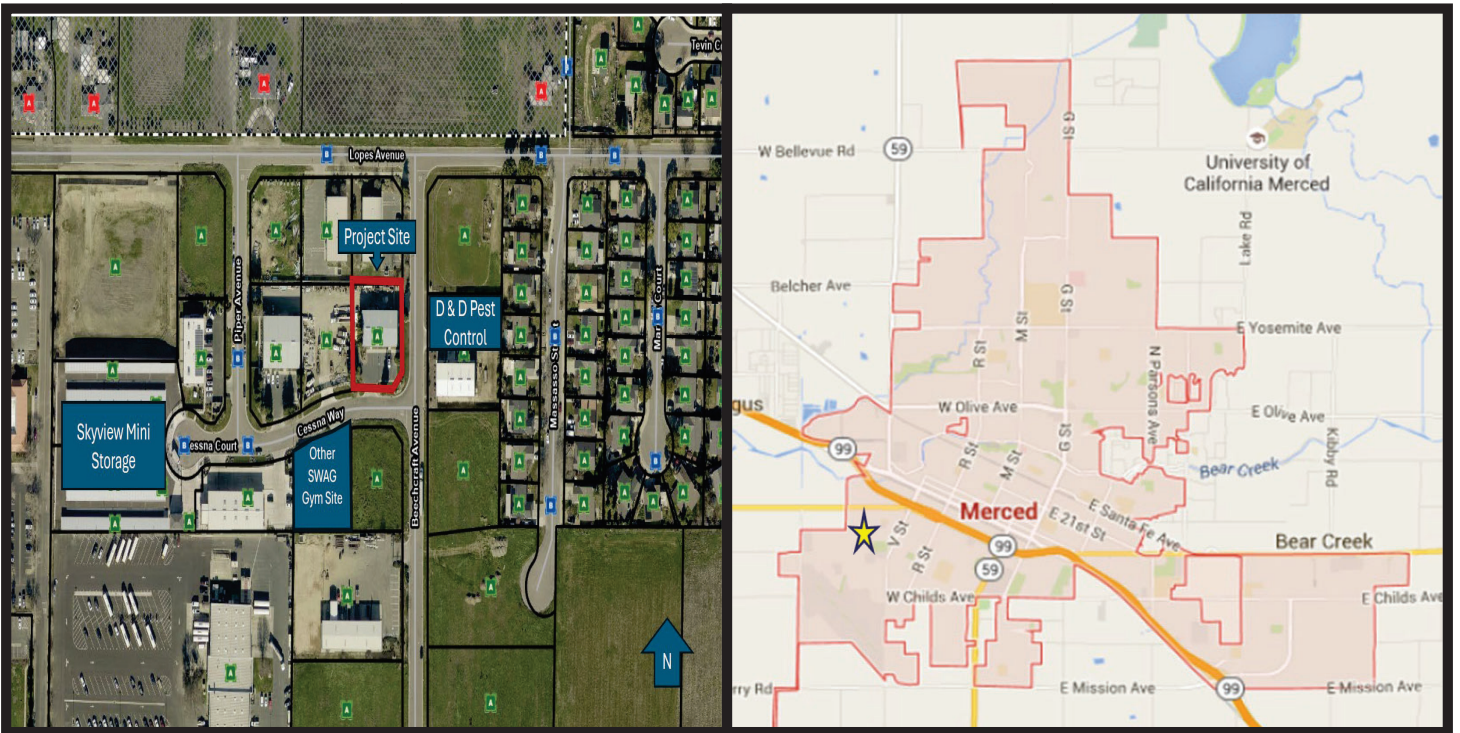 Tevin C
A
A
A
A
A
A
A
A
A
B
B
B
B
Lopes Avenue
Project Site
A
A
A
A
A
A
A
Piper Avenue
B
A
A
A
A
A
D & D Pest
Control
Massasso St
Court
B
B
Skyview Mini
Storage
B
essna Court
B
Cessna Way
Other
SWAG
Gym Site
Beechcraft Avenue
A
A
A
A
A
B
B
A
A
A
A
A
N
W Bellevue Rd
59
G St
University of
California Merced
Lake Rd
Belcher Ave
G St
M St
R St
E Yosemite Ave
N Parsons Ave
gus
W Olive Ave
E Olive Ave
Kibby Rd
99
R St
M St
G St
Bear Creek
Merced
E 21st St
E Santa Fe Ave
V St
R St
99
59
Bear Creek
W Childs Ave
E Childs Ave
rry Rd
E Mission Ave
99
E Mission Ave